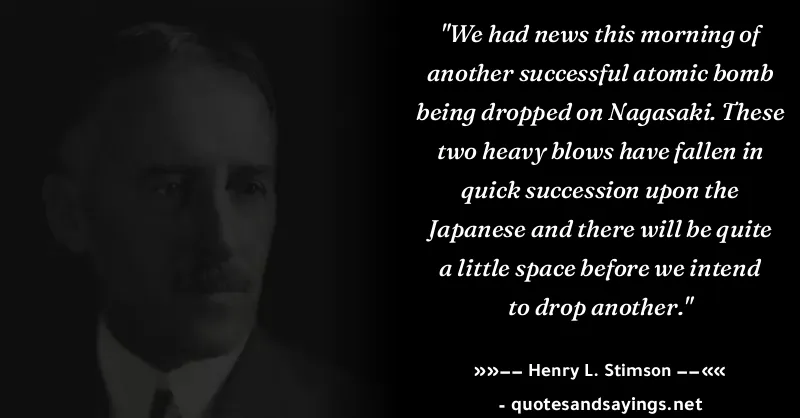 "We had news this morning of
another successful atomic bomb
being dropped on Nagasaki. These
two heavy blows have fallen in
quick succession upon the
Japanese and there will be quite
a little space before we intend
to drop another."
»»–– Henry L. Stimson ––««
- quotesandsayings.net